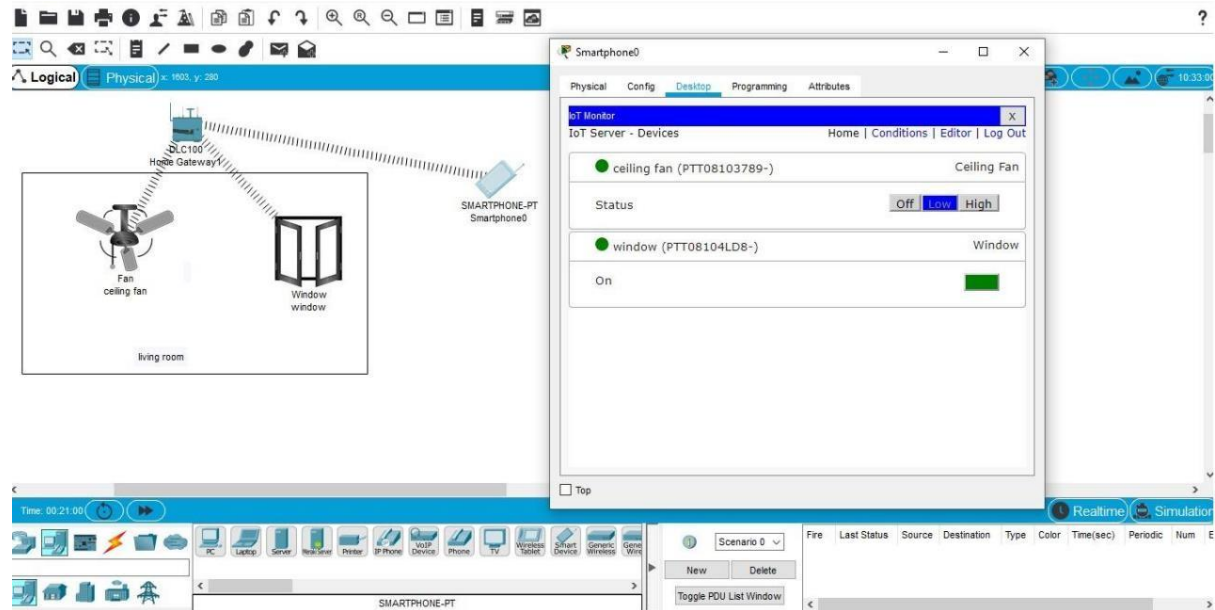 ?
Logical Physical x: 1603, y: 280
10:33:00
Smartphone0
Physical Config Desktop Programming Attributes
IoT Monitor X
IoT Server - Devices Home | Conditions | Editor | Log Out
ceiling fan (PTT08103789-) Ceiling Fan
Status Off Low High
window (PTT08104LD8-) Window
On
Top
DLC100
Home Gateway1
SMARTPHONE-PT
Smartphone0
Fan
ceiling fan
Window
window
living room
Time: 00:21:00
Realtime Simulation
PC Laptop Server Printer IP Phone VoIP Device Phone TV Wireless Tablet Smart Device Generic Wireless Gene Wire
SMARTPHONE-PT
Scenario 0
New Delete
Toggle PDU List Window
Fire Last Status Source Destination Type Color Time(sec) Periodic Num E